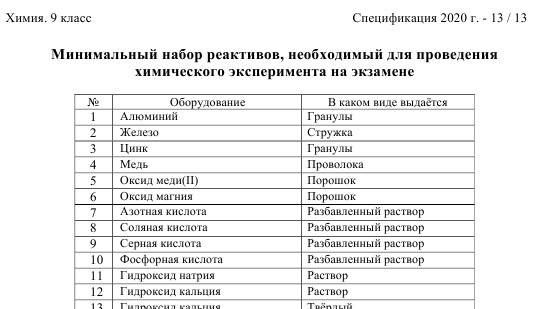 Химия. 9 класс Спецификация 2020 г. - 13 / 13
Минимальный набор реактивов, необходимый для проведения
химического эксперимента на экзамене
№ Оборудование В каком виде выдаётся
1 Алюминий Гранулы
2 Железо Стружка
3 Цинк Гранулы
4 Медь Проволока
5 Оксид меди(II) Порошок
6 Оксид магния Порошок
7 Азотная кислота Разбавленный раствор
8 Соляная кислота Разбавленный раствор
9 Серная кислота Разбавленный раствор
10 Фосфорная кислота Разбавленный раствор
11 Гидроксид натрия Раствор
12 Гидроксид кальция Раствор
13 Гидроксид кальция Твёрдый